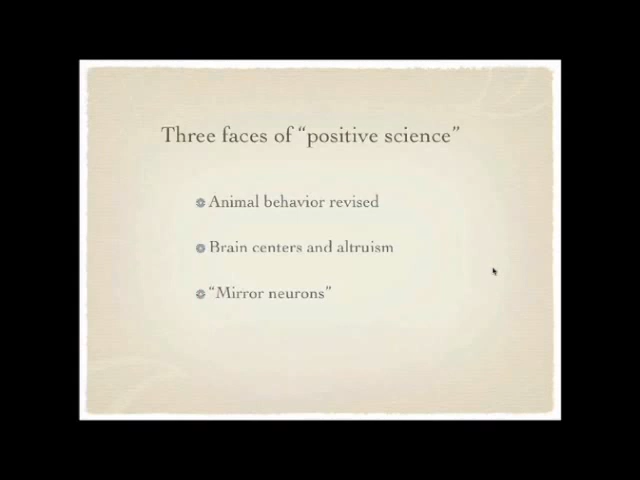 Three faces of “positive science”
Animal behavior revised
Brain centers and altruism
“Mirror neurons”